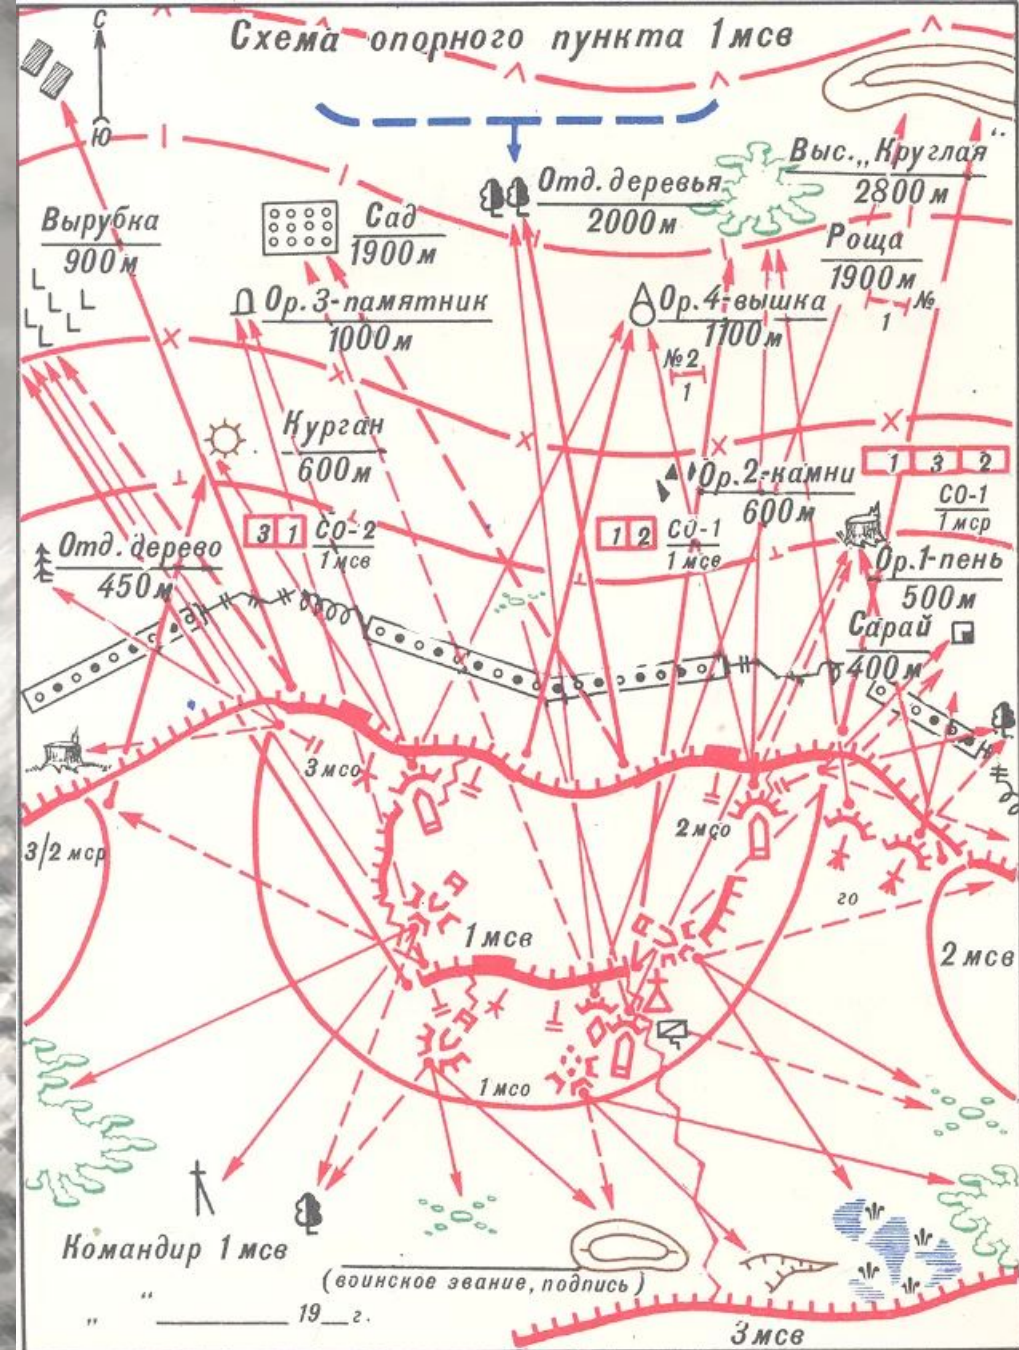 Схема опорного пункта 1мсв
С
Ю
Выс. „Круглая“
2800м
Отд. деревья
2000м
Вырубка
900м
Сад
1900м
Роща
1900м
№
1
Ор.3-памятник
1000м
Ор.4-вышка
1100м
№2
1
Курган
600м
Ор.2-камни
600м
1 3 2
СО-1
1 мср
3 1
СО-2
1мсв
1 2
СО-1
1мсв
Отд. дерево
450м
Ор.1-пень
500м
Сарай
400м
3мсо
2мсо
3/2 мср
го
1мсв
2мсв
1мсо
Командир 1мсв
(воинское звание, подпись)
„ “ 19 г.
3мсв